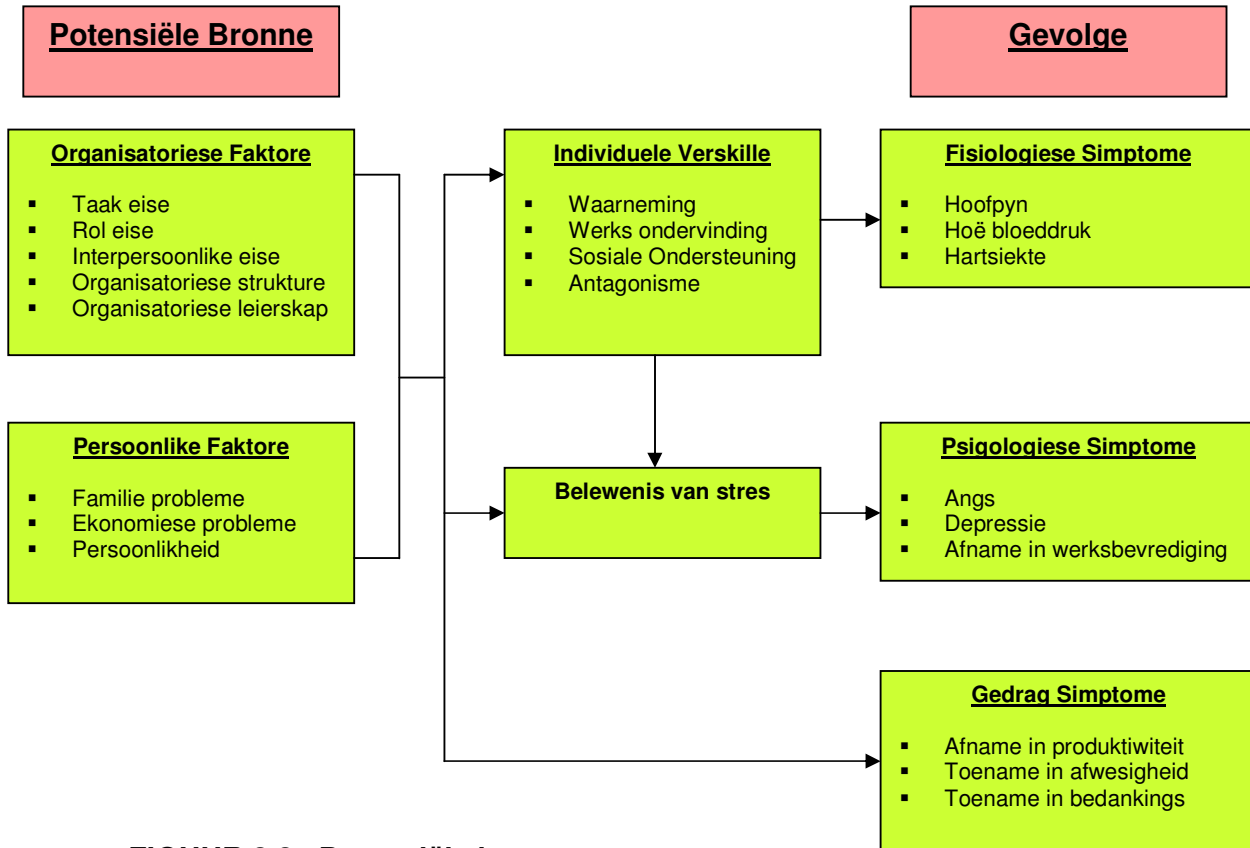 Potensiële Bronne
Gevolge
Organisatoriese Faktore
▪ Taak eise
▪ Rol eise
▪ Interpersoonlike eise
▪ Organisatoriese strukture
▪ Organisatoriese leierskap
Individuele Verskille
▪ Waarneming
▪ Werks ondervinding
▪ Sosiale Ondersteuning
▪ Antagonisme
Fisiologiese Simptome
▪ Hoofpyn
▪ Hoë bloeddruk
▪ Hartsiekte
Persoonlike Faktore
▪ Familie probleme
▪ Ekonomiese probleme
▪ Persoonlikheid
Belewenis van stres
Psigologiese Simptome
▪ Angs
▪ Depressie
▪ Afname in werksbevrediging
Gedrag Simptome
▪ Afname in produktiwiteit
▪ Toename in afwesigheid
▪ Toename in bedankings